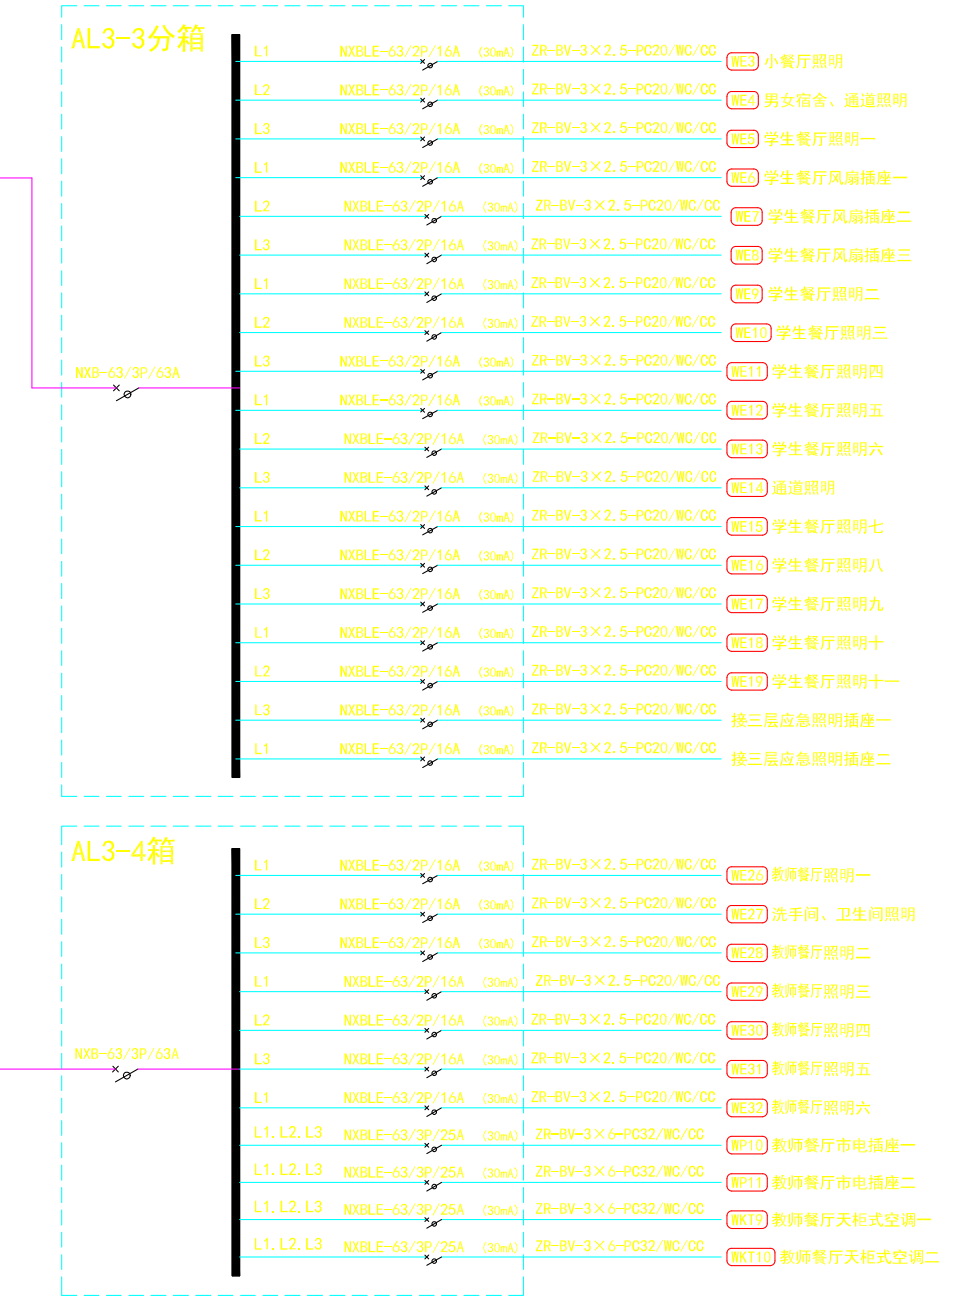 AL3-3分箱
L1 NXBLE-63/2P/16A (30mA) ZR-BV-3×2.5-PC20/WC/CC WE3 小餐厅照明
L2 NXBLE-63/2P/16A (30mA) ZR-BV-3×2.5-PC20/WC/CC WE4 男女宿舍、通道照明
L3 NXBLE-63/2P/16A (30mA) ZR-BV-3×2.5-PC20/WC/CC WE5 学生餐厅照明一
L1 NXBLE-63/2P/16A (30mA) ZR-BV-3×2.5-PC20/WC/CC WE6 学生餐厅风扇插座一
L2 NXBLE-63/2P/16A (30mA) ZR-BV-3×2.5-PC20/WC/CC WE7 学生餐厅风扇插座二
L3 NXBLE-63/2P/16A (30mA) ZR-BV-3×2.5-PC20/WC/CC WE8 学生餐厅风扇插座三
L1 NXBLE-63/2P/16A (30mA) ZR-BV-3×2.5-PC20/WC/CC WE9 学生餐厅照明二
L2 NXBLE-63/2P/16A (30mA) ZR-BV-3×2.5-PC20/WC/CC WE10 学生餐厅照明三
L3 NXBLE-63/2P/16A (30mA) ZR-BV-3×2.5-PC20/WC/CC WE11 学生餐厅照明四
NXB-63/3P/63A
L1 NXBLE-63/2P/16A (30mA) ZR-BV-3×2.5-PC20/WC/CC WE12 学生餐厅照明五
L2 NXBLE-63/2P/16A (30mA) ZR-BV-3×2.5-PC20/WC/CC WE13 学生餐厅照明六
L3 NXBLE-63/2P/16A (30mA) ZR-BV-3×2.5-PC20/WC/CC WE14 通道照明
L1 NXBLE-63/2P/16A (30mA) ZR-BV-3×2.5-PC20/WC/CC WE15 学生餐厅照明七
L2 NXBLE-63/2P/16A (30mA) ZR-BV-3×2.5-PC20/WC/CC WE16 学生餐厅照明八
L3 NXBLE-63/2P/16A (30mA) ZR-BV-3×2.5-PC20/WC/CC WE17 学生餐厅照明九
L1 NXBLE-63/2P/16A (30mA) ZR-BV-3×2.5-PC20/WC/CC WE18 学生餐厅照明十
L2 NXBLE-63/2P/16A (30mA) ZR-BV-3×2.5-PC20/WC/CC WE19 学生餐厅照明十一
L3 NXBLE-63/2P/16A (30mA) ZR-BV-3×2.5-PC20/WC/CC 接三层应急照明插座一
L1 NXBLE-63/2P/16A (30mA) ZR-BV-3×2.5-PC20/WC/CC 接三层应急照明插座二
AL3-4箱
L1 NXBLE-63/2P/16A (30mA) ZR-BV-3×2.5-PC20/WC/CC WE26 教师餐厅照明一
L2 NXBLE-63/2P/16A (30mA) ZR-BV-3×2.5-PC20/WC/CC WE27 洗手间、卫生间照明
L3 NXBLE-63/2P/16A (30mA) ZR-BV-3×2.5-PC20/WC/CC WE28 教师餐厅照明二
L1 NXBLE-63/2P/16A (30mA) ZR-BV-3×2.5-PC20/WC/CC WE29 教师餐厅照明三
L2 NXBLE-63/2P/16A (30mA) ZR-BV-3×2.5-PC20/WC/CC WE30 教师餐厅照明四
NXB-63/3P/63A
L3 NXBLE-63/2P/16A (30mA) ZR-BV-3×2.5-PC20/WC/CC WE31 教师餐厅照明五
L1 NXBLE-63/2P/16A (30mA) ZR-BV-3×2.5-PC20/WC/CC WE32 教师餐厅照明六
L1.L2.L3 NXBLE-63/3P/25A (30mA) ZR-BV-3×6-PC32/WC/CC WP10 教师餐厅市电插座一
L1.L2.L3 NXBLE-63/3P/25A (30mA) ZR-BV-3×6-PC32/WC/CC WP11 教师餐厅市电插座二
L1.L2.L3 NXBLE-63/3P/25A (30mA) ZR-BV-3×6-PC32/WC/CC WKT9 教师餐厅天柜式空调一
L1.L2.L3 NXBLE-63/3P/25A (30mA) ZR-BV-3×6-PC32/WC/CC WKT10 教师餐厅天柜式空调二